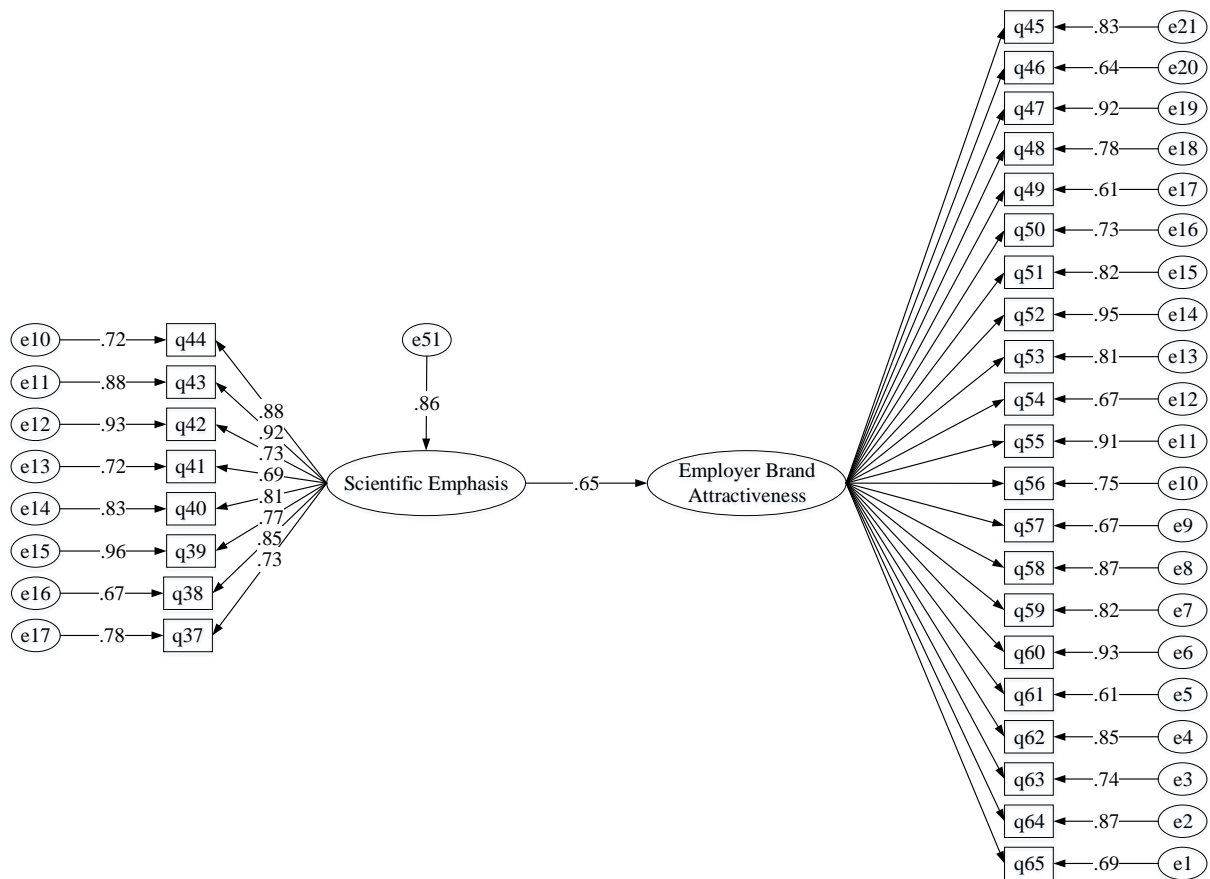 q45 .83 e21
q46 .64 e20
q47 .92 e19
q48 .78 e18
q49 .61 e17
q50 .73 e16
q51 .82 e15
q52 .95 e14
e10 .72 q44
e51
q53 .81 e13
e11 .88 q43
.88
.86
q54 .67 e12
e12 .93 q42
.92
.73
q55 .91 e11
e13 .72 q41
.69
Scientific Emphasis
.65
Employer Brand
Attractiveness
q56 .75 e10
e14 .83 q40
.81
.77
q57 .67 e9
e15 .96 q39
.85
.73
q58 .87 e8
e16 .67 q38
q59 .82 e7
e17 .78 q37
q60 .93 e6
q61 .61 e5
q62 .85 e4
q63 .74 e3
q64 .87 e2
q65 .69 e1